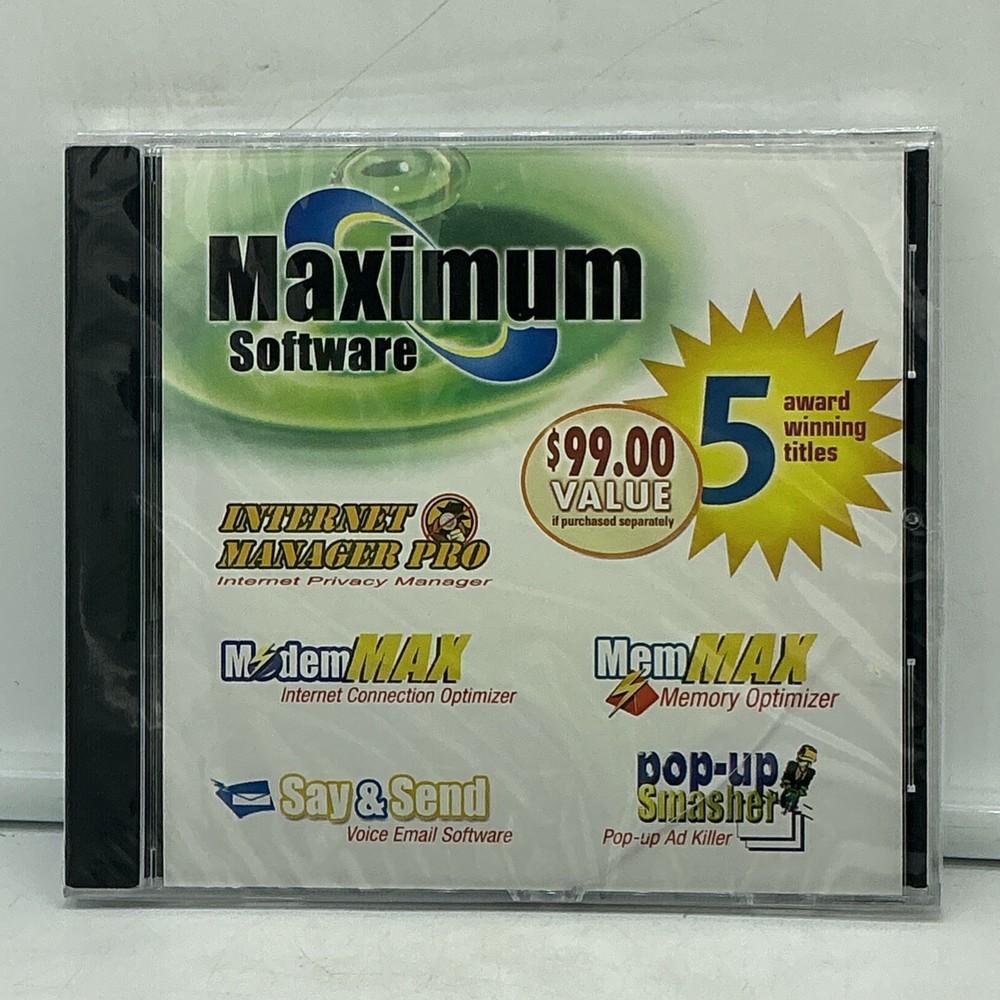 Maximum
Software
5
award
winning
titles
$99.00
VALUE
if purchased separately
INTERNET
MANAGER PRO
Internet Privacy Manager
ModemMAX
Internet Connection Optimizer
MemMAX
Memory Optimizer
Say & Send
Voice Email Software
pop-up
Smasher
Pop-up Ad Killer